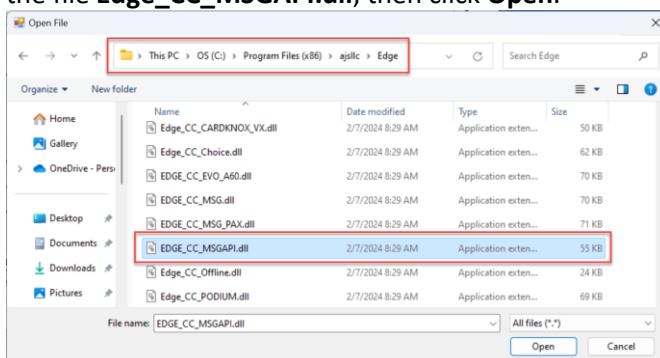 the file Edge_CC_MSGAPI.dll, then click Open.
Open File
This PC > OS (C:) > Program Files (x86) > ajsllc > Edge
Search Edge
Organize New folder
Name Date modified Type Size
Home
Gallery
OneDrive - Pers
Desktop
Documents
Downloads
Pictures
Edge_CC_CARDKNOX_VX.dll 2/7/2024 8:29 AM Application exten... 50 KB
Edge_CC_Choice.dll 2/7/2024 8:29 AM Application exten... 62 KB
EDGE_CC_EVO_A60.dll 2/7/2024 8:29 AM Application exten... 70 KB
EDGE_CC_MSG.dll 2/7/2024 8:29 AM Application exten... 70 KB
EDGE_CC_MSG_PAX.dll 2/7/2024 8:29 AM Application exten... 71 KB
EDGE_CC_MSGAPI.dll 2/7/2024 8:29 AM Application exten... 55 KB
Edge_CC_Offline.dll 2/7/2024 8:29 AM Application exten... 24 KB
Edge_CC_PODIUM.dll 2/7/2024 8:29 AM Application exten... 69 KB
File name: EDGE_CC_MSGAPI.dll All files (*.*)
Open Cancel